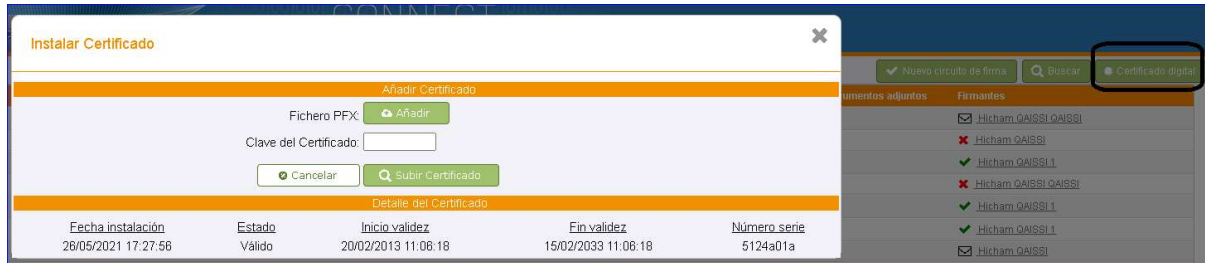 CONNECT
Instalar Certificado
Nuevo circuito de firma Buscar Certificado digital
Añadir Certificado
umentos adjuntos Firmantes
Fichero PFX: Añadir
Hicham QAISSI QAISSI
Clave del Certificado:
Hicham QAISSI
Hicham QAISSI 1
Cancelar Subir Certificado
Hicham QAISSI QAISSI
Detalle del Certificado
Hicham QAISSI 1
Fecha instalación Estado Inicio validez Fin validez Número serie
Hicham QAISSI 1
26/05/2021 17:27:56 Válido 20/02/2013 11:06:18 15/02/2033 11:06:18 5124a01a
Hicham QAISSI